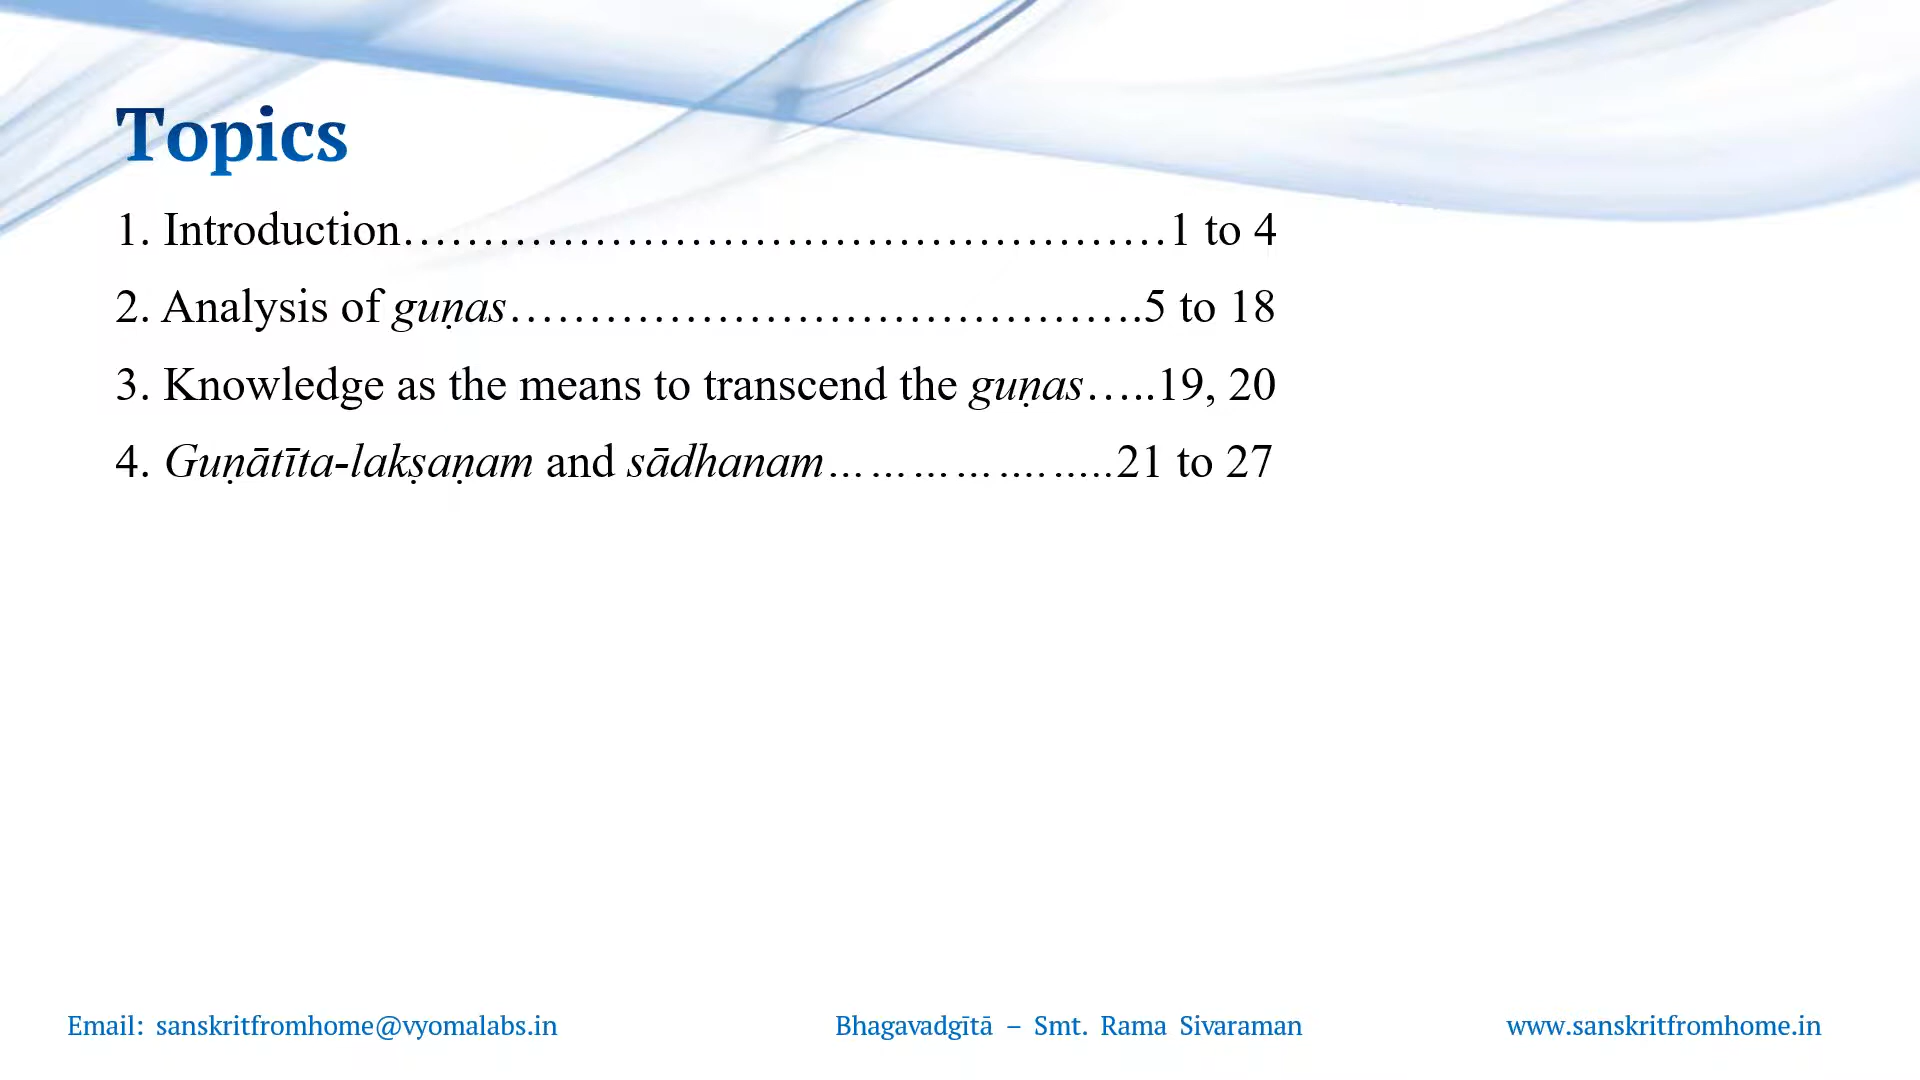 Topics
1. Introduction…………………………………………1 to 4
2. Analysis of guṇas………………………………….5 to 18
3. Knowledge as the means to transcend the guṇas…..19, 20
4. Guṇātīta-lakṣaṇam and sādhanam……………….…..21 to 27
Email: sanskritfromhome@vyomalabs.in Bhagavadgītā – Smt. Rama Sivaraman www.sanskritfromhome.in